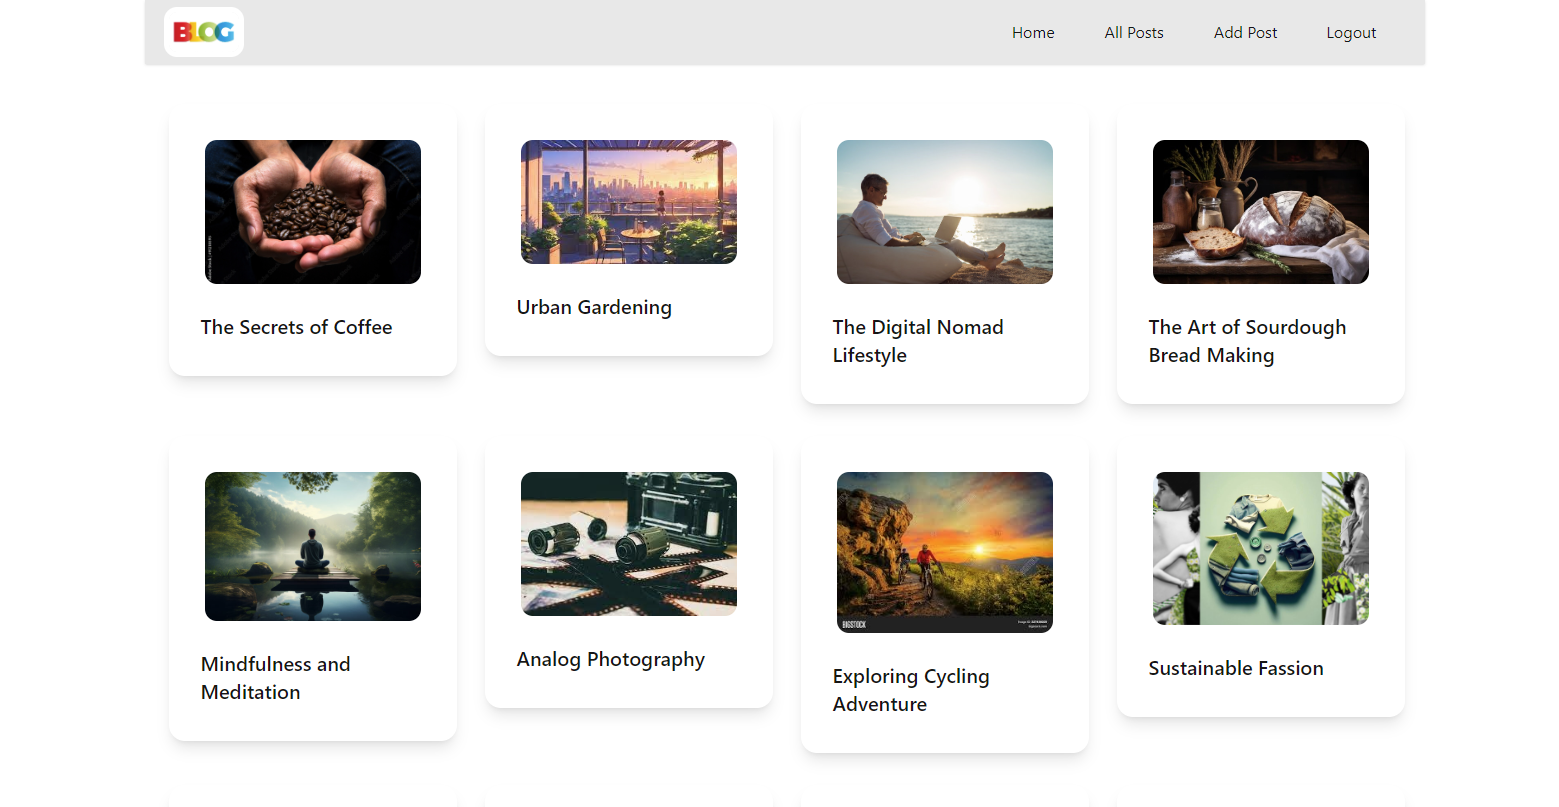 BLOG
Home
All Posts
Add Post
Logout
The Secrets of Coffee
Urban Gardening
The Digital Nomad
Lifestyle
The Art of Sourdough
Bread Making
BIGSTOCK
Mindfulness and
Meditation
Analog Photography
Exploring Cycling
Adventure
Sustainable Fassion